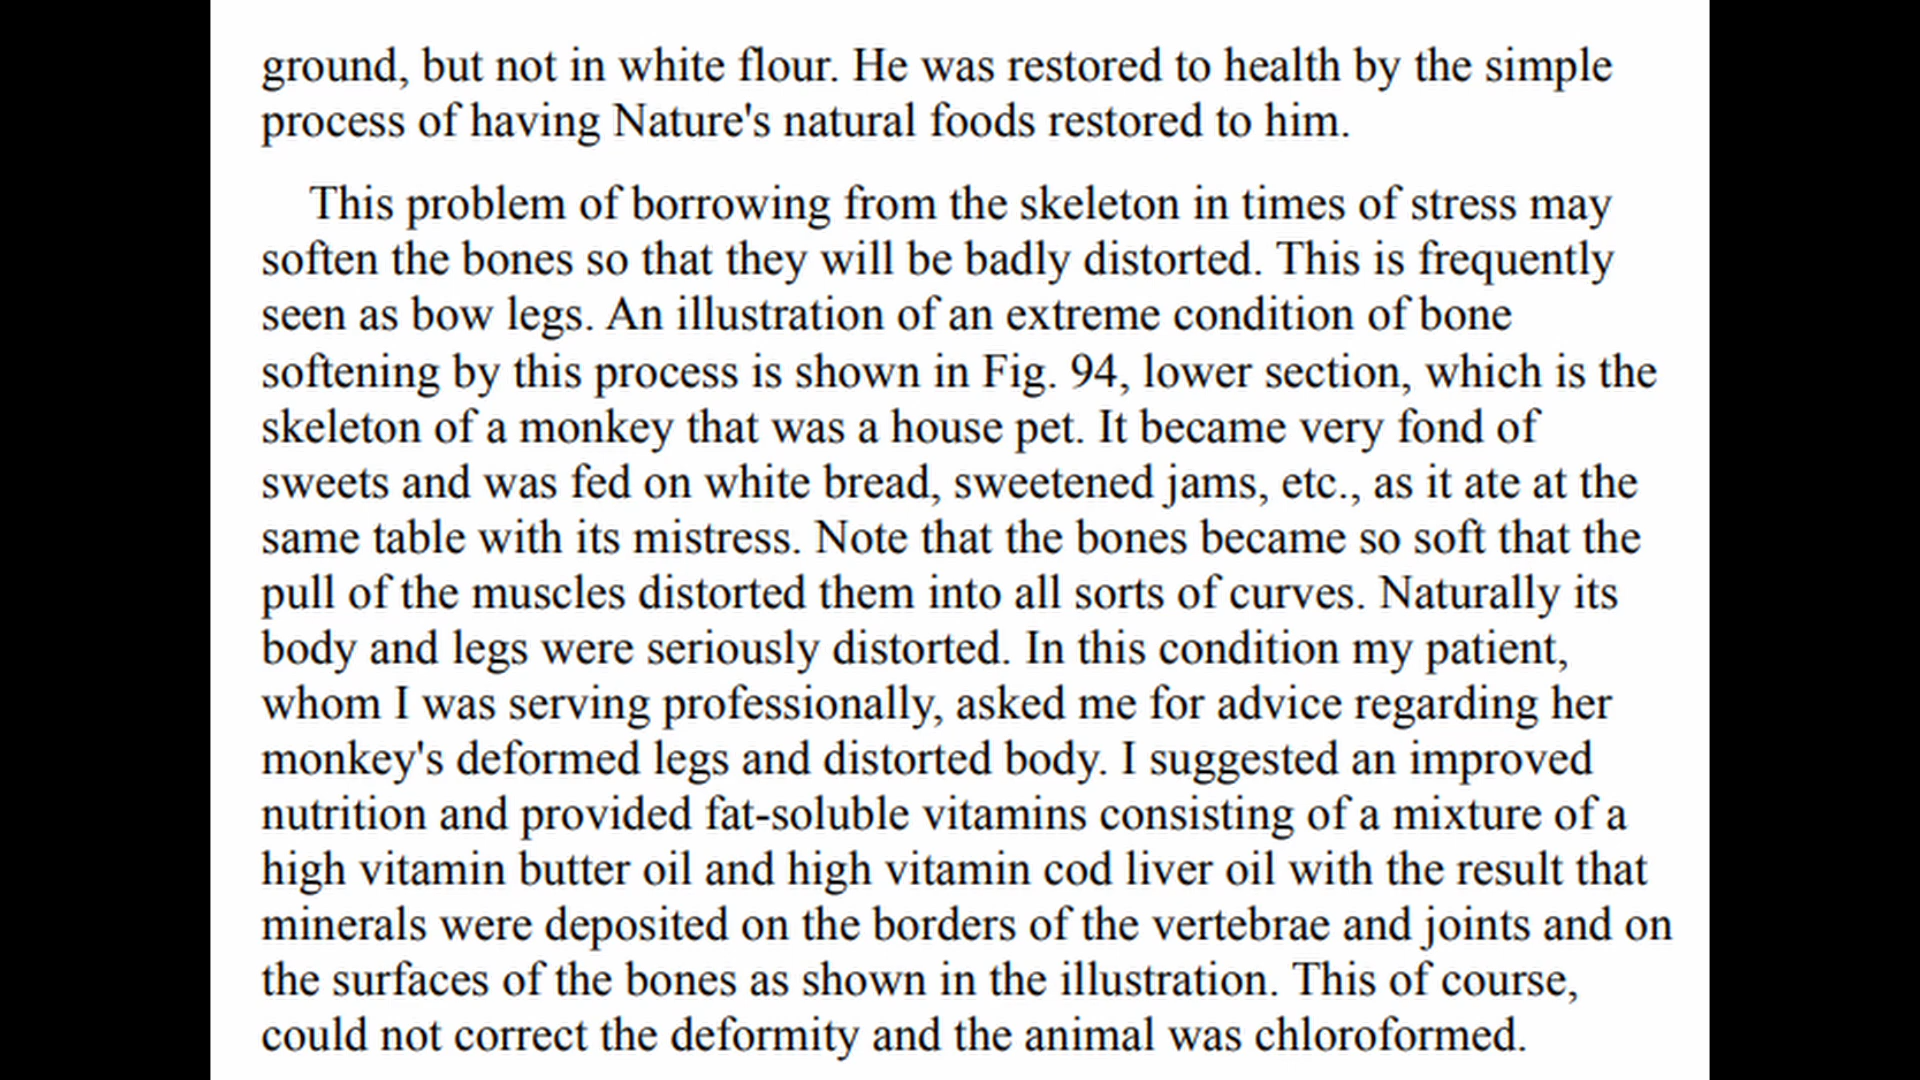 ground, but not in white flour. He was restored to health by the simple
process of having Nature's natural foods restored to him.
This problem of borrowing from the skeleton in times of stress may
soften the bones so that they will be badly distorted. This is frequently
seen as bow legs. An illustration of an extreme condition of bone
softening by this process is shown in Fig. 94, lower section, which is the
skeleton of a monkey that was a house pet. It became very fond of
sweets and was fed on white bread, sweetened jams, etc., as it ate at the
same table with its mistress. Note that the bones became so soft that the
pull of the muscles distorted them into all sorts of curves. Naturally its
body and legs were seriously distorted. In this condition my patient,
whom I was serving professionally, asked me for advice regarding her
monkey's deformed legs and distorted body. I suggested an improved
nutrition and provided fat-soluble vitamins consisting of a mixture of a
high vitamin butter oil and high vitamin cod liver oil with the result that
minerals were deposited on the borders of the vertebrae and joints and on
the surfaces of the bones as shown in the illustration. This of course,
could not correct the deformity and the animal was chloroformed.